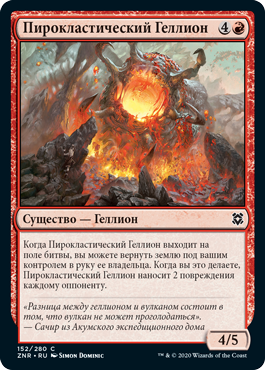 Пирокластический Геллион 4
Существо — Геллион
Когда Пирокластический Геллион выходит на
поле битвы, вы можете вернуть землю под вашим
контролем в руку ее владельца. Когда вы это делаете,
Пирокластический Геллион наносит 2 повреждения
каждому оппоненту.
«Разница между геллионом и вулканом состоит в
том, что вулкан не может проголодаться».
— Сачир из Акумского экспедиционного дома
4/5
152/280 C
ZNR • RU Simon Dominic
™ & © 2020 Wizards of the Coast